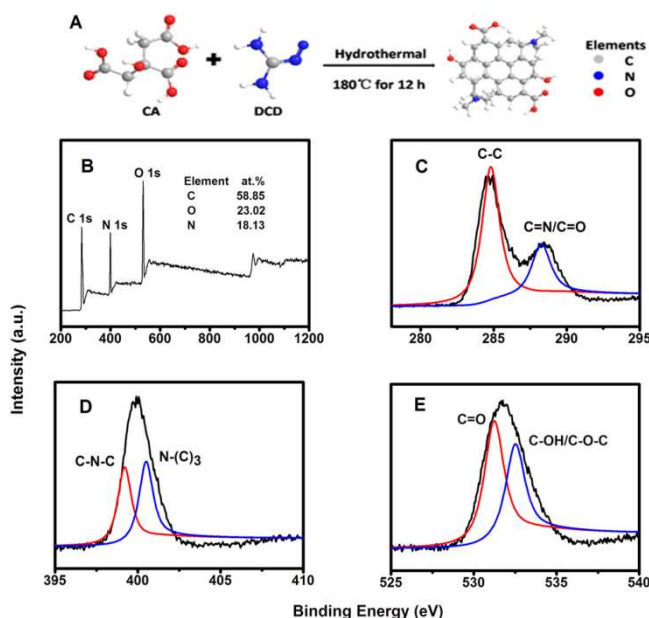 A
CA
+
DCD
Hydrothermal
180℃ for 12 h
Elements
C
N
O
B
C 1s
N 1s
O 1s
Element at.%
C 58.85
O 23.02
N 18.13
200 400 600 800 1000 1200
C
C-C
C=N/C=O
280 285 290 295
D
C-N-C
N-(C)3
395 400 405 410
E
C=O
C-OH/C-O-C
525 530 535 540
Intensity (a.u.)
Binding Energy (eV)